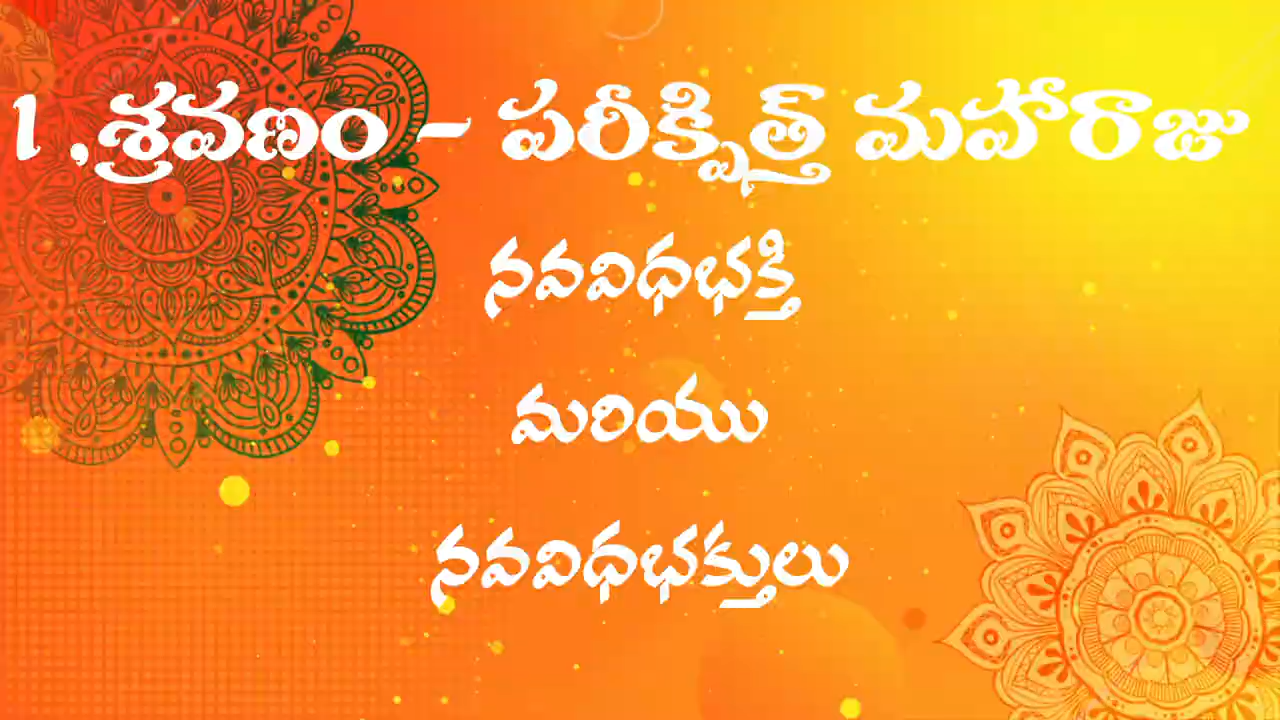 1 .శ్రవణం - పరీక్షిత్త్ మహారాజు
నవవిధభక్తి
మరియు
నవవిధభక్తులు